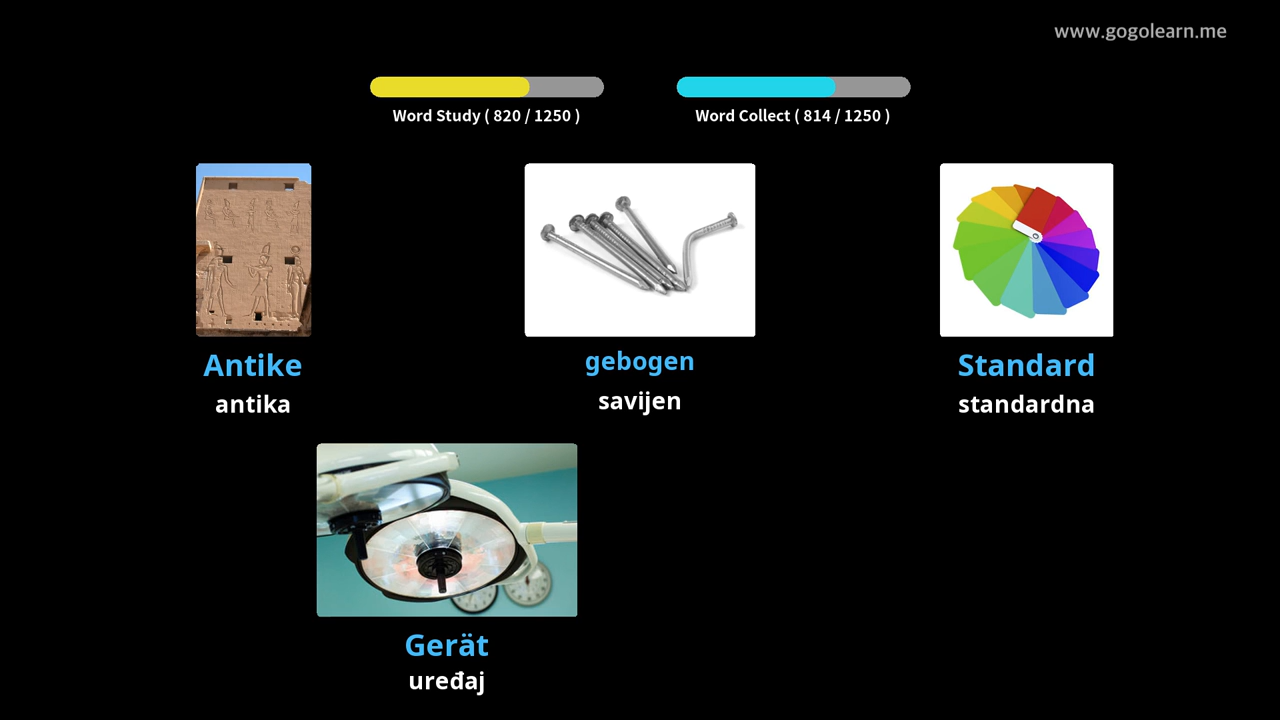 www.gogolearn.me
Word Study ( 820 / 1250 )
Word Collect ( 814 / 1250 )
Antike
antika
gebogen
savijen
Standard
standardna
Gerät
uređaj